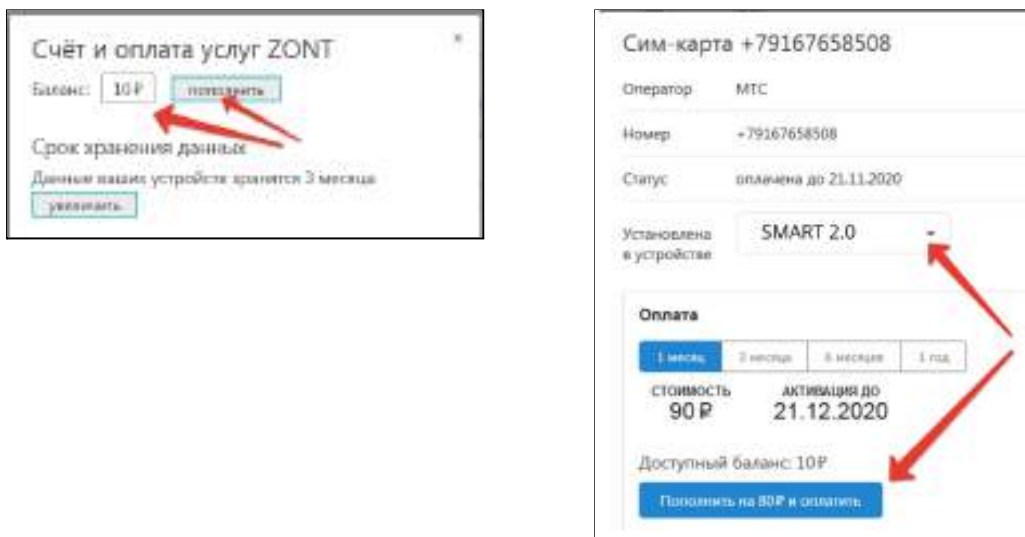 Счёт и оплата услуг ZONT
×
Баланс: 10 ₽ пополнить
Срок хранения данных
Данные ваших устройств хранятся 3 месяца
увеличить
Сим-карта +79167658508
Оператор МТС
Номер +79167658508
Статус оплачена до 21.11.2020
Установлена в устройстве SMART 2.0
Оплата
1 месяц 3 месяца 6 месяцев 1 год
СТОИМОСТЬ АКТИВАЦИЯ ДО
90 ₽ 21.12.2020
Доступный баланс: 10 ₽
Пополнить на 80 ₽ и оплатить